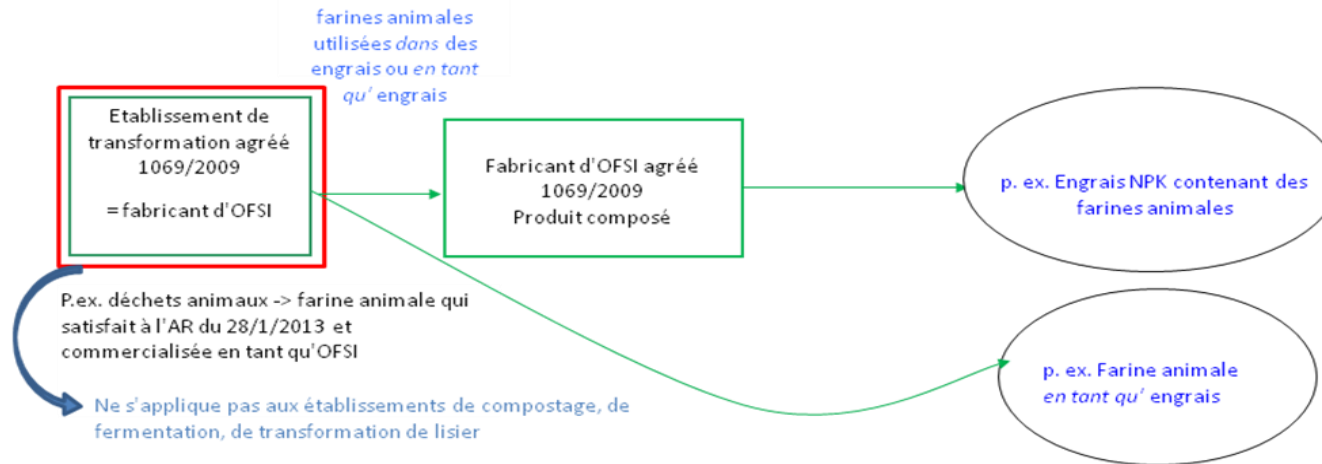 farines animales
utilisées dans des
engrais ou en tant
qu' engrais
Etablissement de
transformation agréé
1069/2009
= fabricant d'OFSI
Fabricant d'OFSI agréé
1069/2009
Produit composé
p. ex. Engrais NPK contenant des
farines animales
P.ex. déchets animaux -> farine animale qui
satisfait à l'AR du 28/1/2013 et
commercialisée en tant qu'OFSI
p. ex. Farine animale
en tant qu' engrais
Ne s'applique pas aux établissements de compostage, de
fermentation, de transformation de lisier